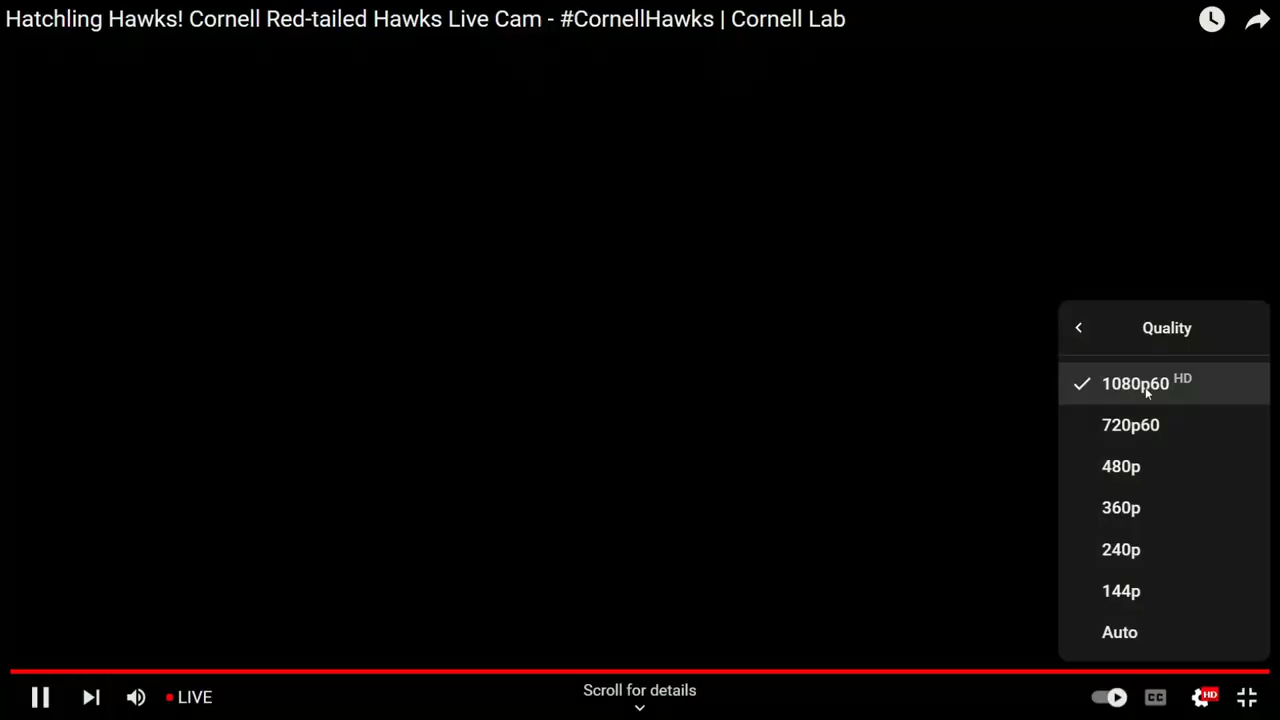 Hatchling Hawks! Cornell Red-tailed Hawks Live Cam - #CornellHawks | Cornell Lab
Quality
1080p60 HD
720p60
480p
360p
240p
144p
Auto
LIVE
Scroll for details
CC
HD